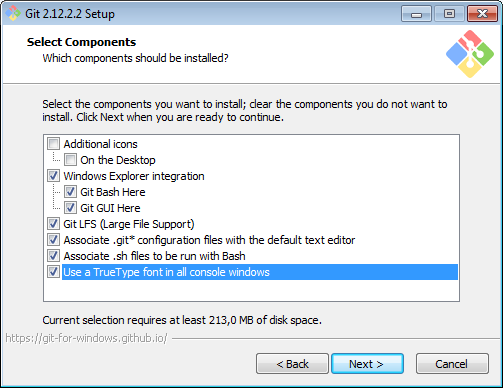 Git 2.12.2.2 Setup
Select Components
Which components should be installed?
Select the components you want to install; clear the components you do not want to
install. Click Next when you are ready to continue.
Additional icons
On the Desktop
Windows Explorer integration
Git Bash Here
Git GUI Here
Git LFS (Large File Support)
Associate .git* configuration files with the default text editor
Associate .sh files to be run with Bash
Use a TrueType font in all console windows
Current selection requires at least 213,0 MB of disk space.
https://git-for-windows.github.io/
< Back
Next >
Cancel